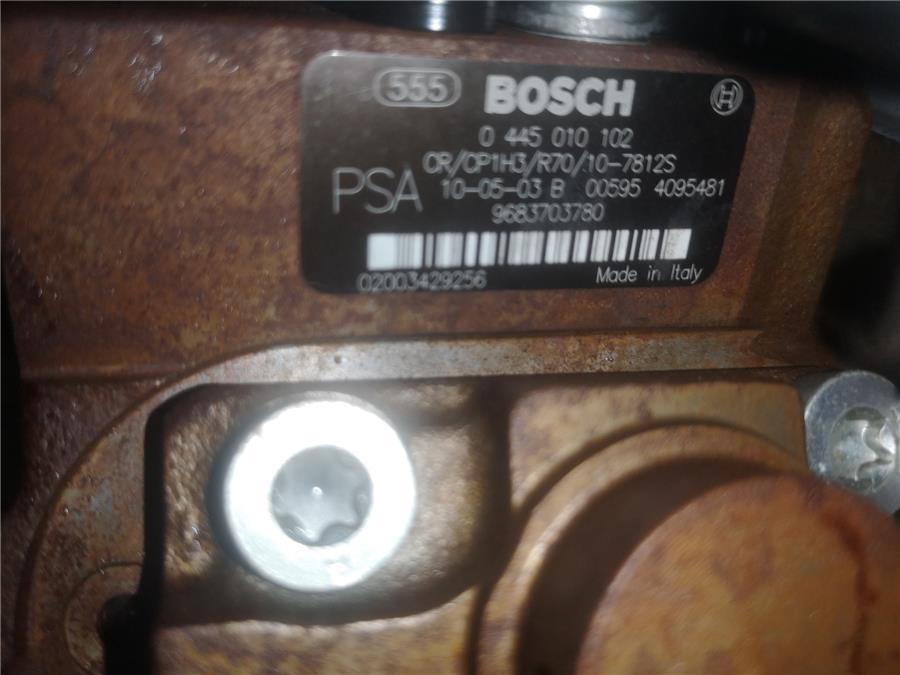 555 BOSCH
0 445 010 102
CR/CP1H3/R70/10-7812S
PSA 10-05-03 B 00595 4095481
9683703780
02003429256 Made in Italy